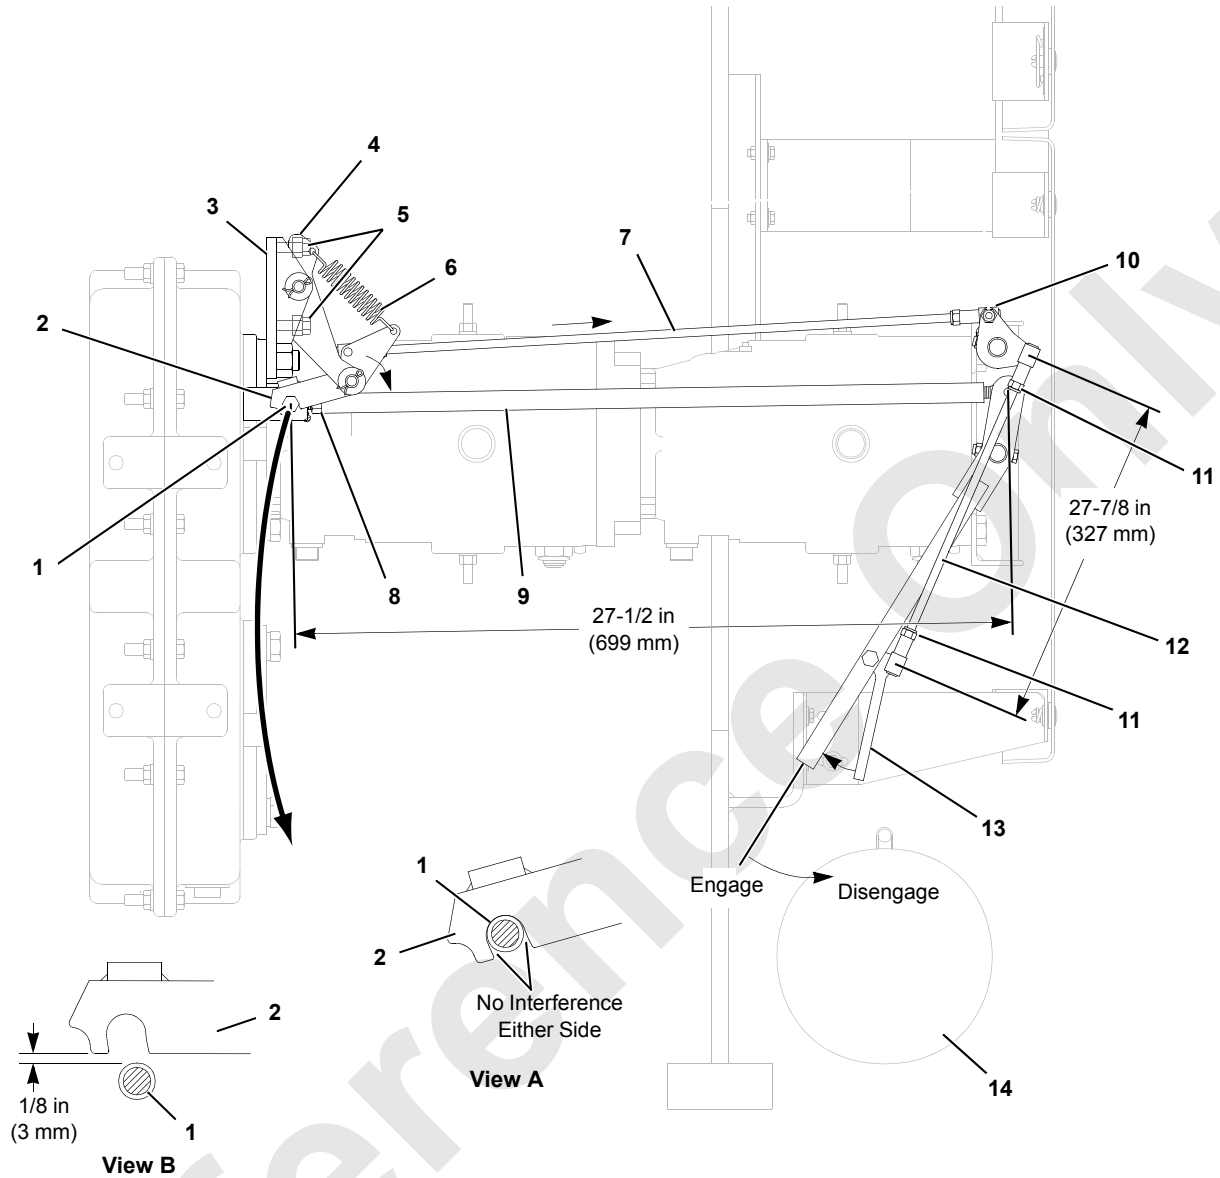 4
3
5
7
10
6
2
11
27-7/8 in
(327 mm)
1
8
9
27-1/2 in
(699 mm)
12
11
13
1
Engage
Disengage
2
2
No Interference
Either Side
View A
14
1/8 in
(3 mm)
1
View B
ference Only